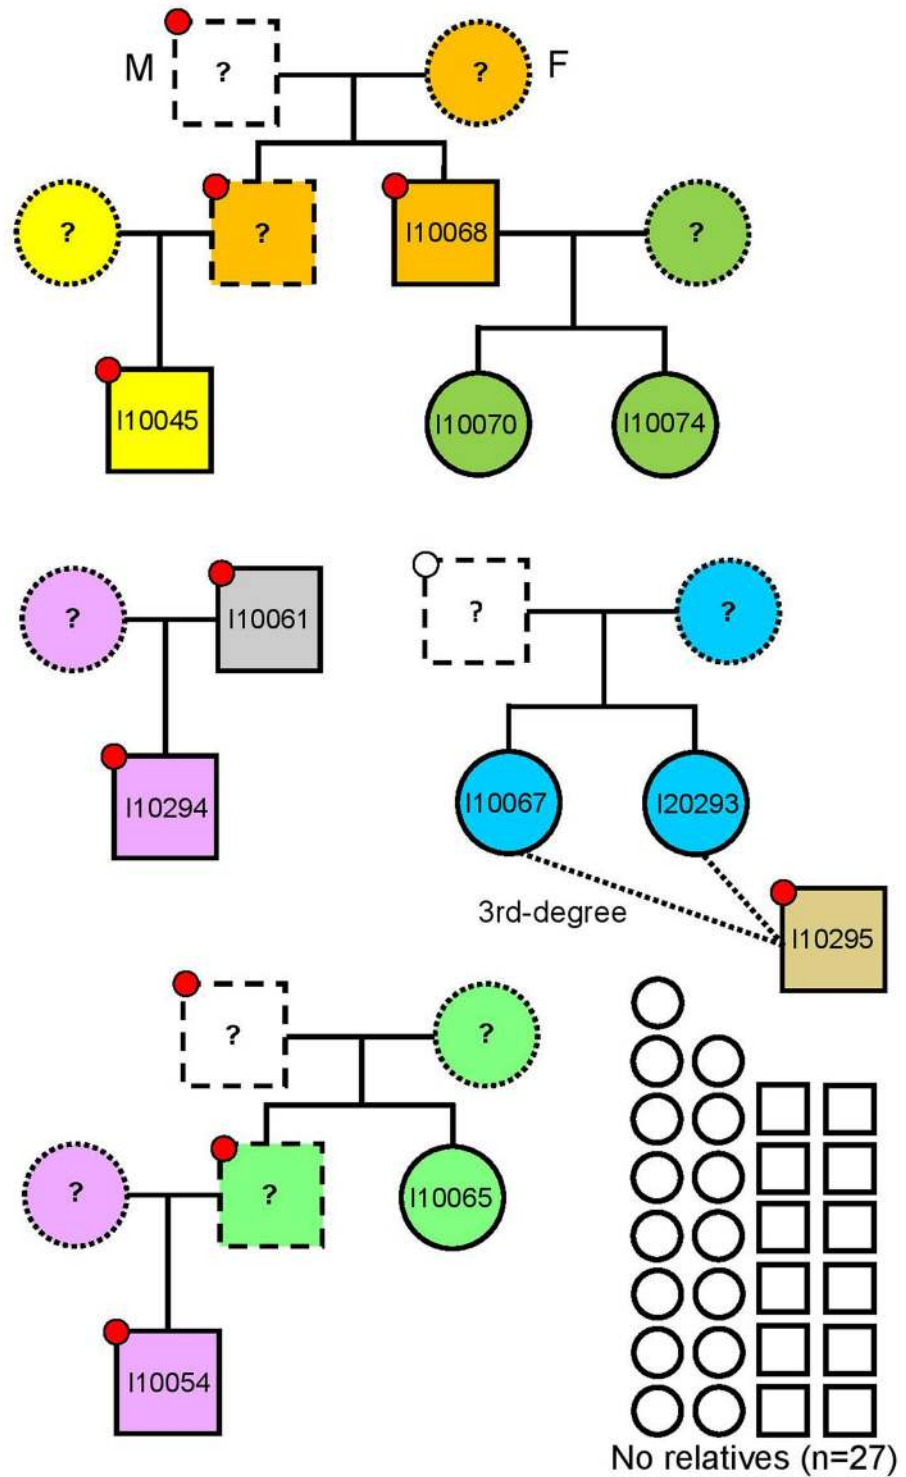 M ? ? F
? ? I10068 ?
I10045 I10070 I10074
? I10061 ? ?
I10294 I10067 I20293
3rd-degree I10295
? ?
? ? I10065
I10054
No relatives (n=27)